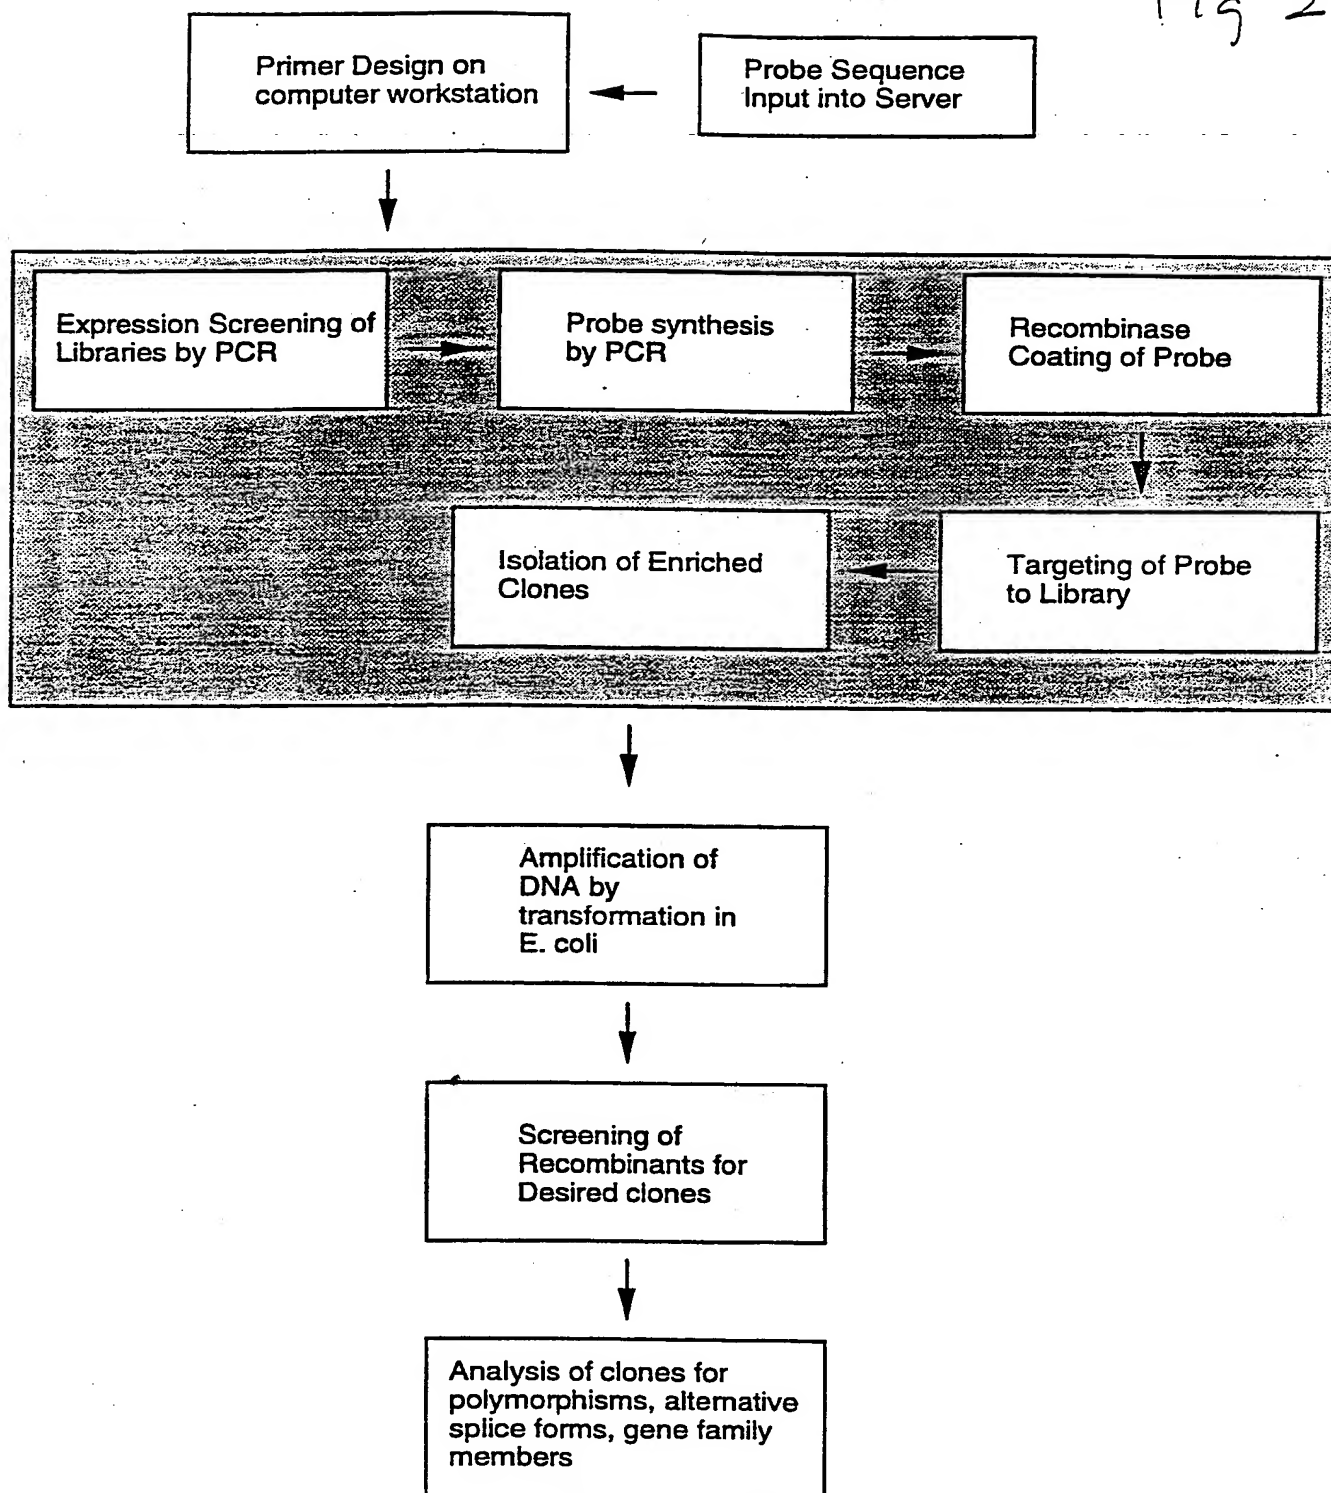 Fig 2
Primer Design on
computer workstation
Probe Sequence
Input into Server
Expression Screening of
Libraries by PCR
Probe synthesis
by PCR
Recombinase
Coating of Probe
Targeting of Probe
to Library
Isolation of Enriched
Clones
Amplification of
DNA by
transformation in
E. coli
Screening of
Recombinants for
Desired clones
Analysis of clones for
polymorphisms, alternative
splice forms, gene family
members